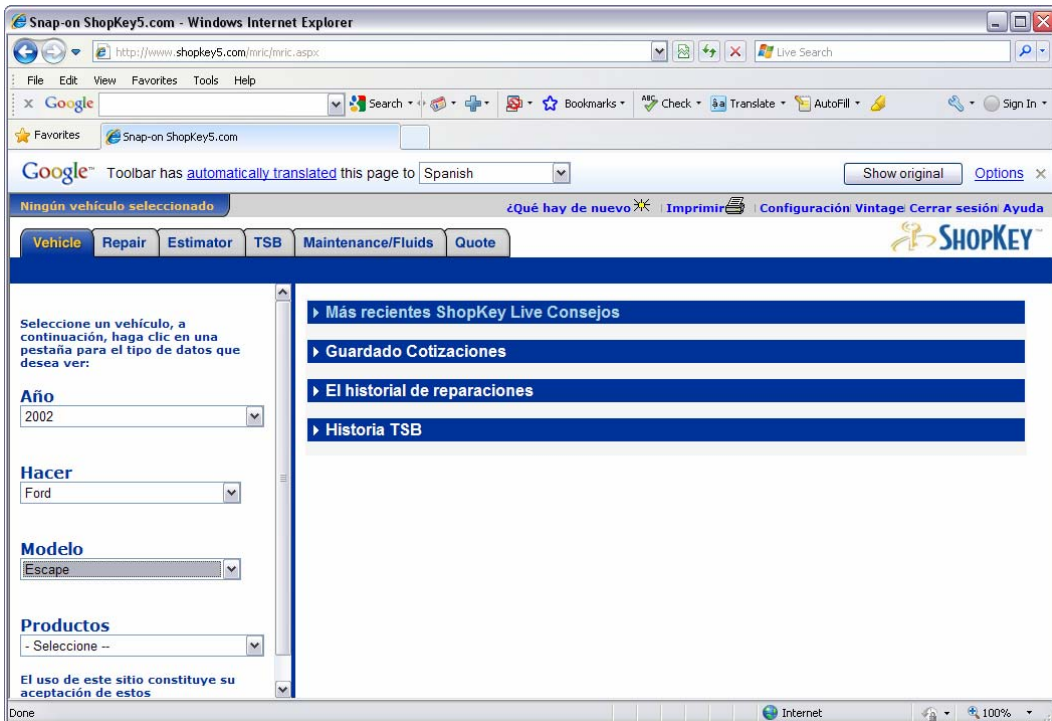 Snap-on ShopKey5.com - Windows Internet Explorer
http://www.shopkey5.com/mric/mric.aspx
Live Search
File Edit View Favorites Tools Help
x Google Search Bookmarks ABC Check Translate AutoFill Sign In
Favorites Snap-on ShopKey5.com
Google™ Toolbar has automatically translated this page to Spanish Show original Options ×
Ningún vehículo seleccionado ¿Qué hay de nuevo Imprimir Configuración Vintage Cerrar sesión Ayuda
Vehicle Repair Estimator TSB Maintenance/Fluids Quote SHOPKEY™
Seleccione un vehículo, a
continuación, haga clic en una
pestaña para el tipo de datos que
desea ver:
Año
2002
Hacer
Ford
Modelo
Escape
Productos
- Seleccione --
El uso de este sitio constituye su
aceptación de estos
Más recientes ShopKey Live Consejos
Guardado Cotizaciones
El historial de reparaciones
Historia TSB
Done Internet 100%